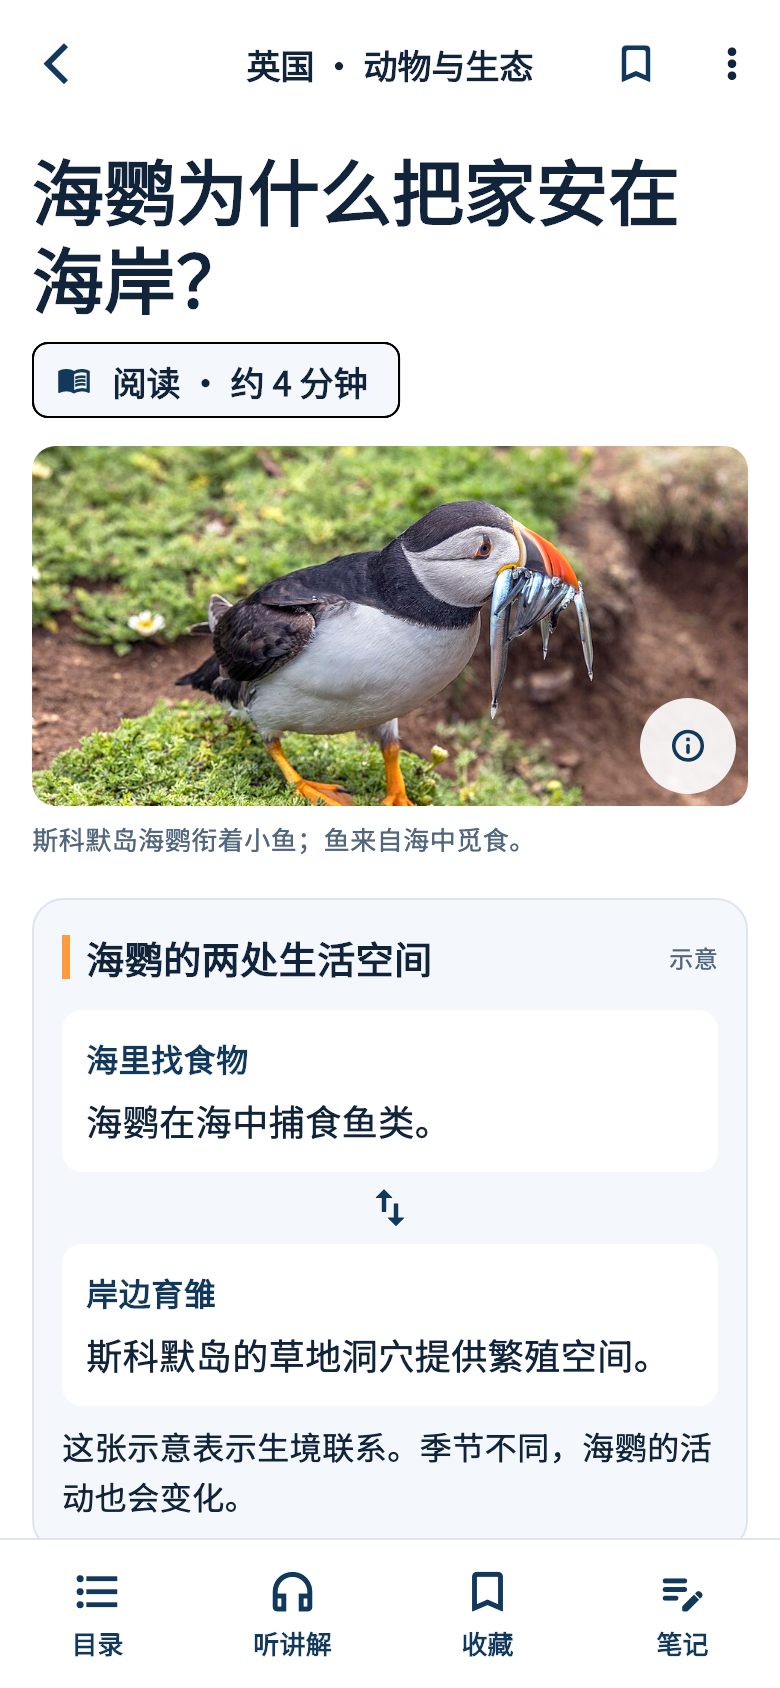 英国 · 动物与生态
海鹦为什么把家安在
海岸?
阅读 · 约 4 分钟
斯科默岛海鹦衔着小鱼；鱼来自海中觅食。
海鹦的两处生活空间
示意
海里找食物
海鹦在海中捕食鱼类。
岸边育雏
斯科默岛的草地洞穴提供繁殖空间。
这张示意表示生境联系。季节不同，海鹦的活
动也会变化。
目录
听讲解
收藏
笔记